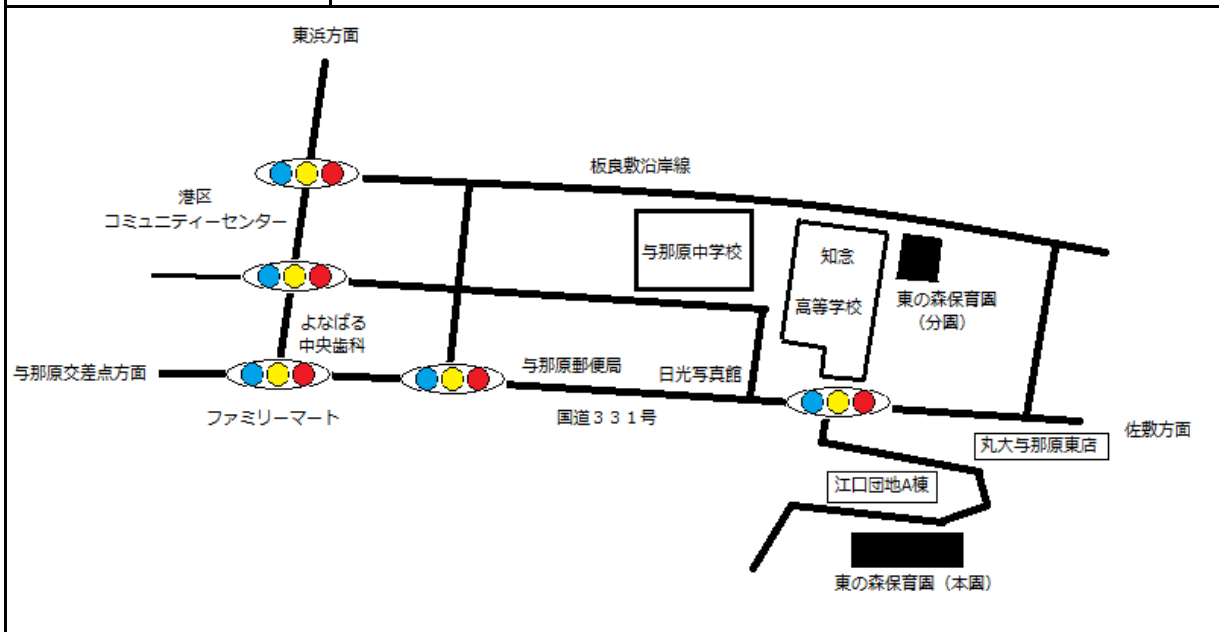 東浜方面
板良敷沿岸線
港区
コミュニティーセンター
与那原中学校
知念
高等学校
東の森保育園
（分園）
よなばる
中央歯科
与那原交差点方面
与那原郵便局
日光写真館
ファミリーマート
国道３３１号
佐敷方面
丸大与那原東店
江口団地A棟
東の森保育園（本園）